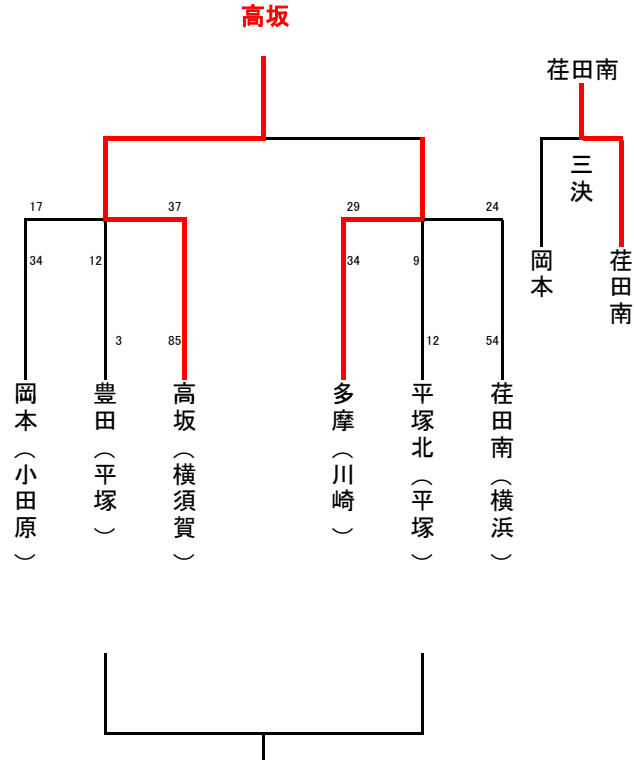 高坂
荏田南
三決
17
37
29
24
34
12
34
9
岡本
荏田南
3
85
12
54
岡本（小田原）
豊田（平塚）
高坂（横須賀）
多摩（川崎）
平塚北（平塚）
荏田南（横浜）